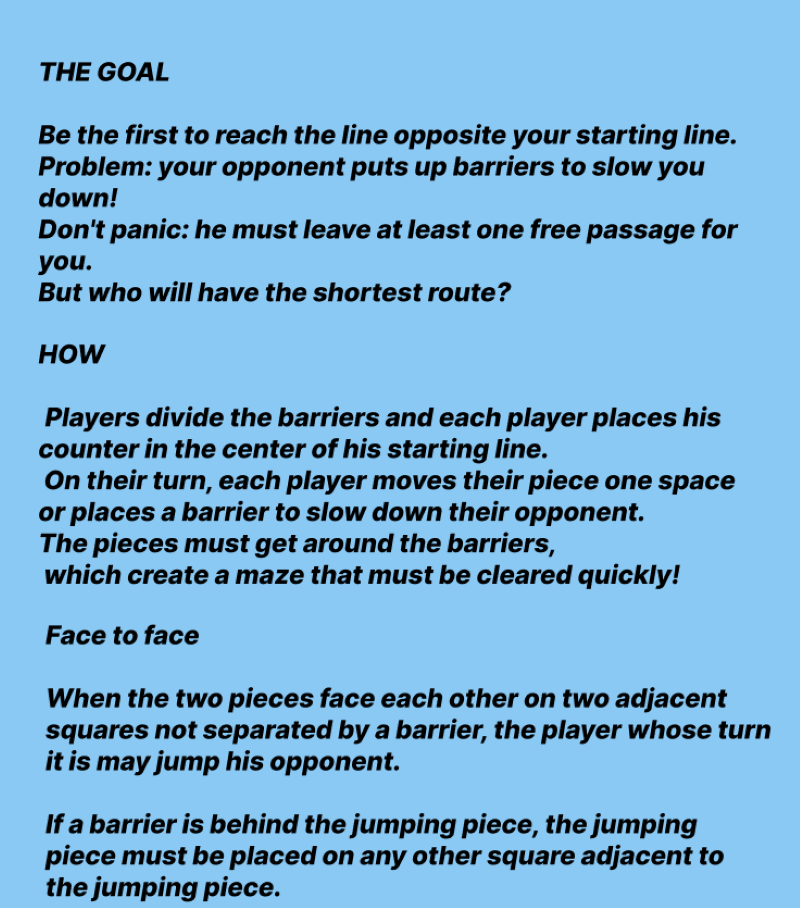 THE GOAL
Be the first to reach the line opposite your starting line.
Problem: your opponent puts up barriers to slow you
down!
Don't panic: he must leave at least one free passage for
you.
But who will have the shortest route?
HOW
Players divide the barriers and each player places his
counter in the center of his starting line.
On their turn, each player moves their piece one space
or places a barrier to slow down their opponent.
The pieces must get around the barriers,
which create a maze that must be cleared quickly!
Face to face
When the two pieces face each other on two adjacent
squares not separated by a barrier, the player whose turn
it is may jump his opponent.
If a barrier is behind the jumping piece, the jumping
piece must be placed on any other square adjacent to
the jumping piece.